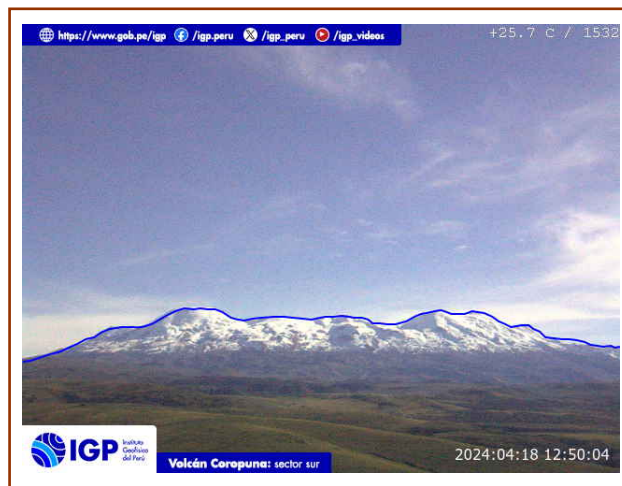 https://www.gob.pe/igp /igp.peru /igp_peru /igp_videos
+25.7 C / 1532
IGP
Instituto
Geofísico
del Perú
Volcán Coropuna: sector sur
2024:04:18 12:50:04